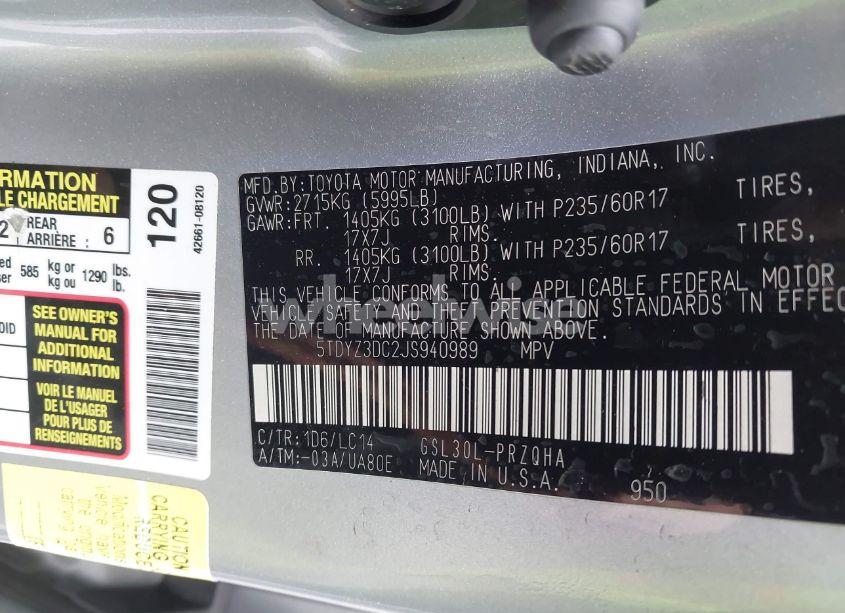 RMATION
LE CHARGEMENT
2 REAR
ARRIÈRE : 6
585 kg or 1290 lbs.
kg ou lb.
SEE OWNER'S
MANUAL FOR
ADDITIONAL
INFORMATION
VOIR LE MANUEL
DE L'USAGER
POUR PLUS DE
RENSEIGNEMENTS
120
42661-08120
CAUTION
CARRYING
MFD.BY:TOYOTA MOTOR MANUFACTURING, INDIANA, INC.
GVWR:2715KG (5995LB)
GAWR:FRT. 1405KG (3100LB) WITH P235/60R17 TIRES,
17X7J RIMS.
RR. 1405KG (3100LB) WITH P235/60R17 TIRES,
17X7J RIMS.
THIS VEHICLE CONFORMS TO ALL APPLICABLE FEDERAL MOTOR
VEHICLE SAFETY AND THEFT PREVENTION STANDARDS IN EFFEC
THE DATE OF MANUFACTURE SHOWN ABOVE.
5TDYZ3DC2JS940989 MPV
C/TR:1D6/LC14 GSL30L-PRZQHA
A/TM:-03A/UA80E MADE IN U.S.A. 950
wheelwise